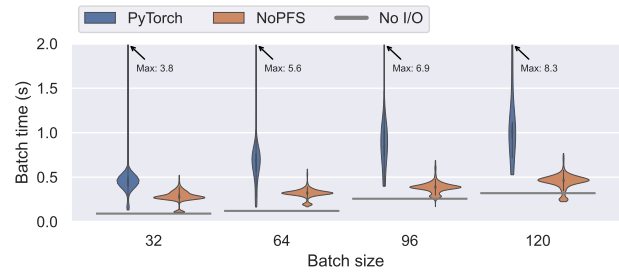 PyTorch NoPFS No I/O
2.0
Max: 3.8 Max: 5.6 Max: 6.9 Max: 8.3
1.5
Batch time (s)
1.0
0.5
0.0
32 64 96 120
Batch size